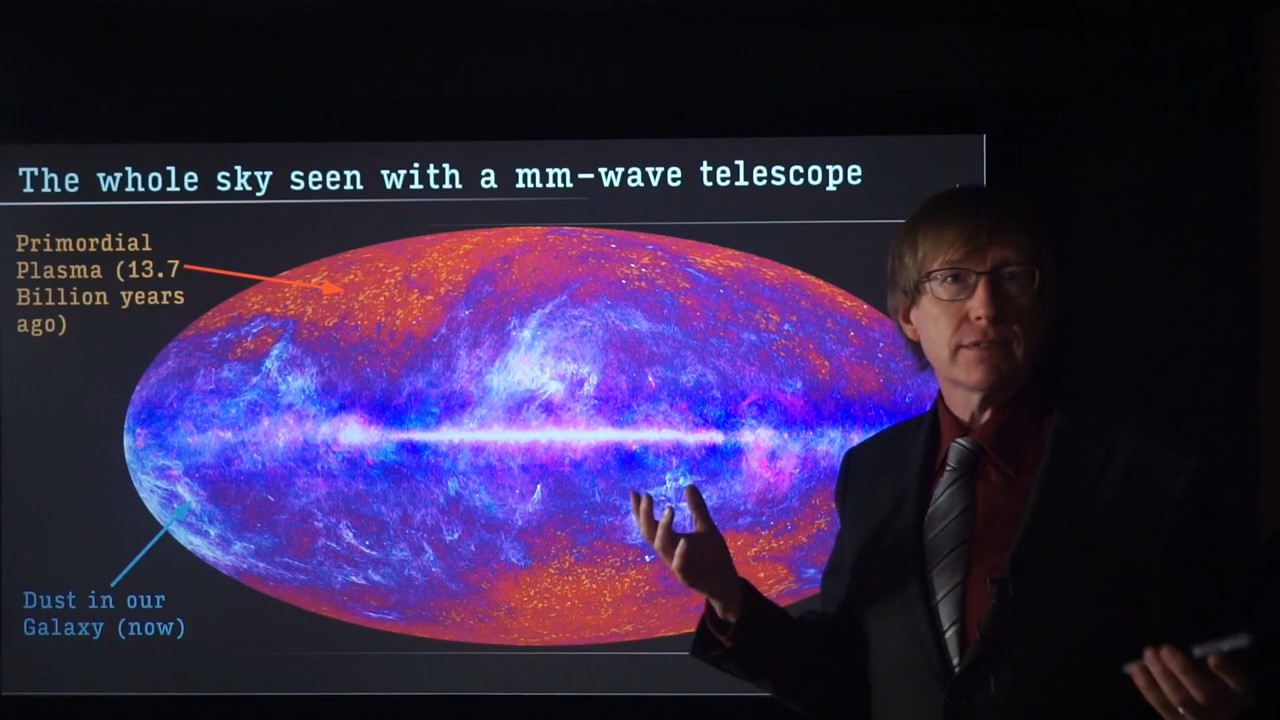 The whole sky seen with a mm-wave telescope
Primordial
Plasma (13.7
Billion years
ago)
Dust in our
Galaxy (now)